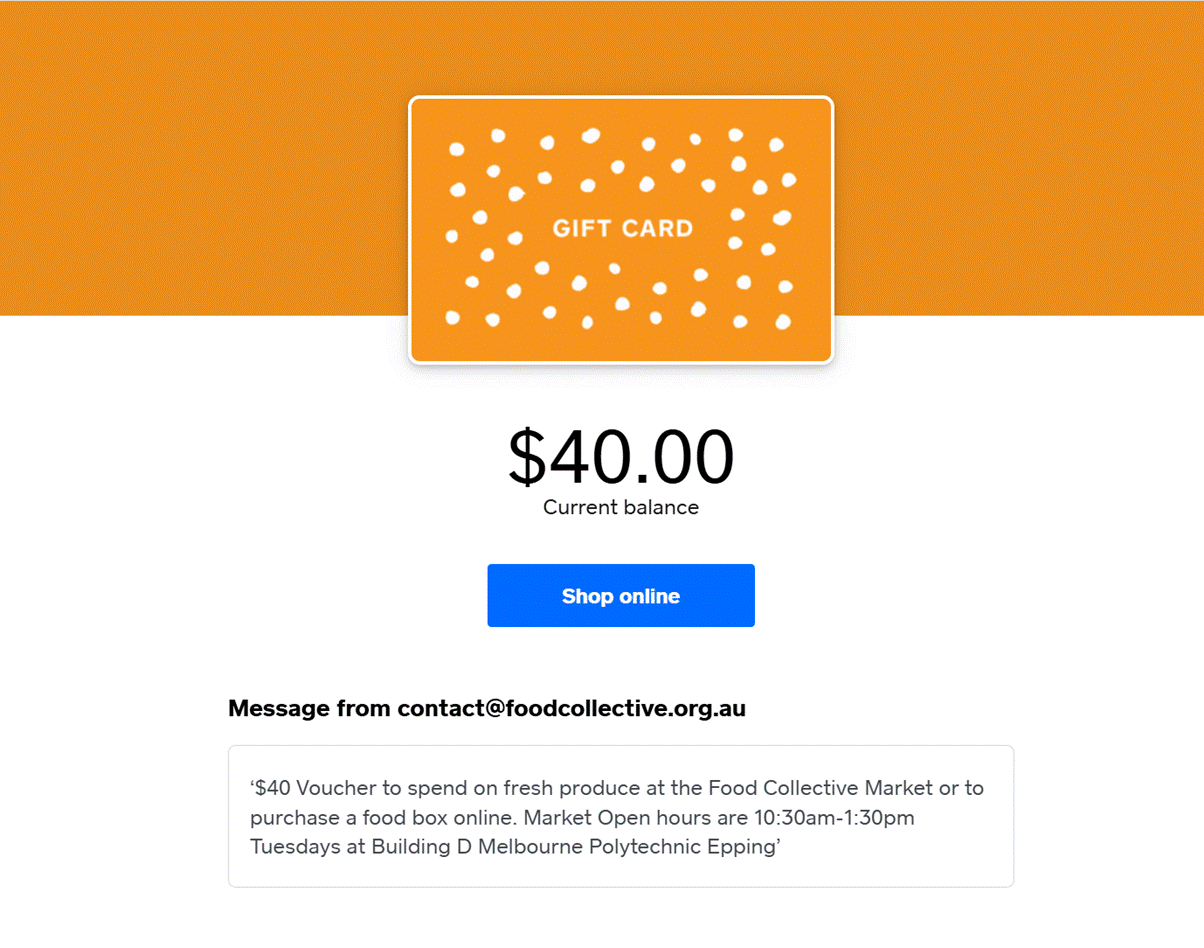 GIFT CARD
$40.00
Current balance
Shop online
Message from contact@foodcollective.org.au
‘$40 Voucher to spend on fresh produce at the Food Collective Market or to
purchase a food box online. Market Open hours are 10:30am-1:30pm
Tuesdays at Building D Melbourne Polytechnic Epping’